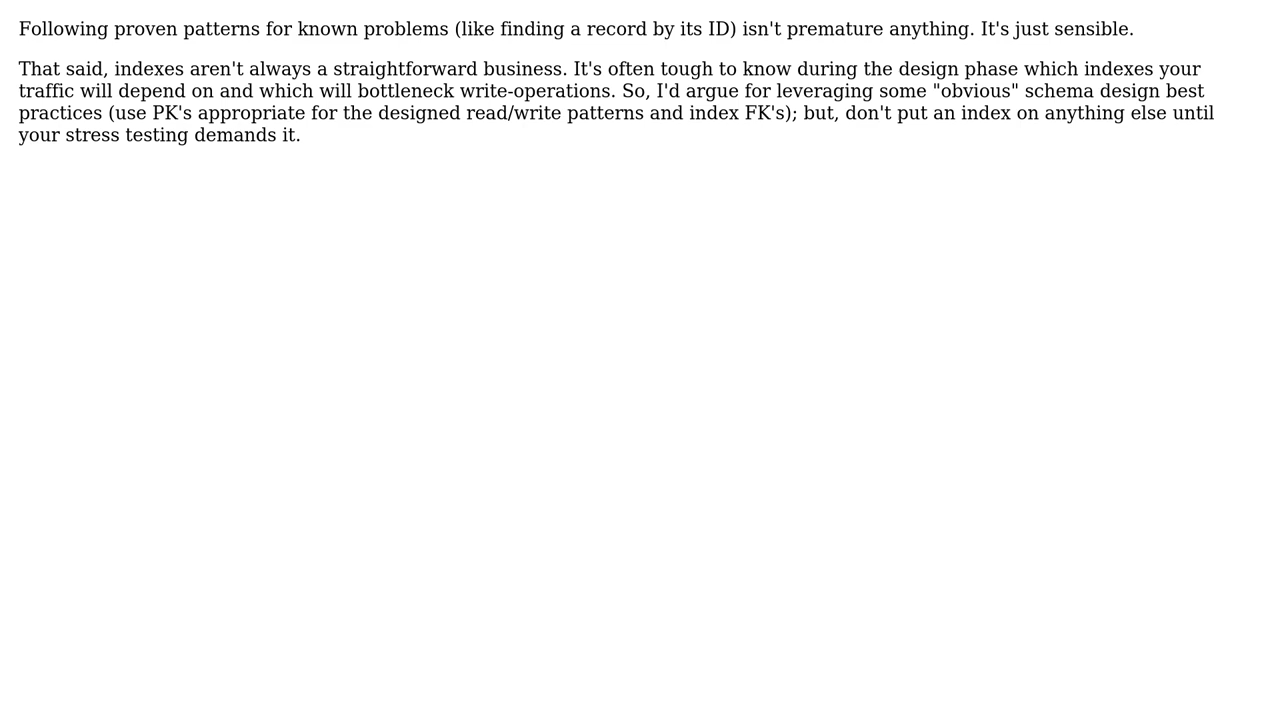 Following proven patterns for known problems (like finding a record by its ID) isn't premature anything. It's just sensible.
That said, indexes aren't always a straightforward business. It's often tough to know during the design phase which indexes your
traffic will depend on and which will bottleneck write-operations. So, I'd argue for leveraging some "obvious" schema design best
practices (use PK's appropriate for the designed read/write patterns and index FK's); but, don't put an index on anything else until
your stress testing demands it.